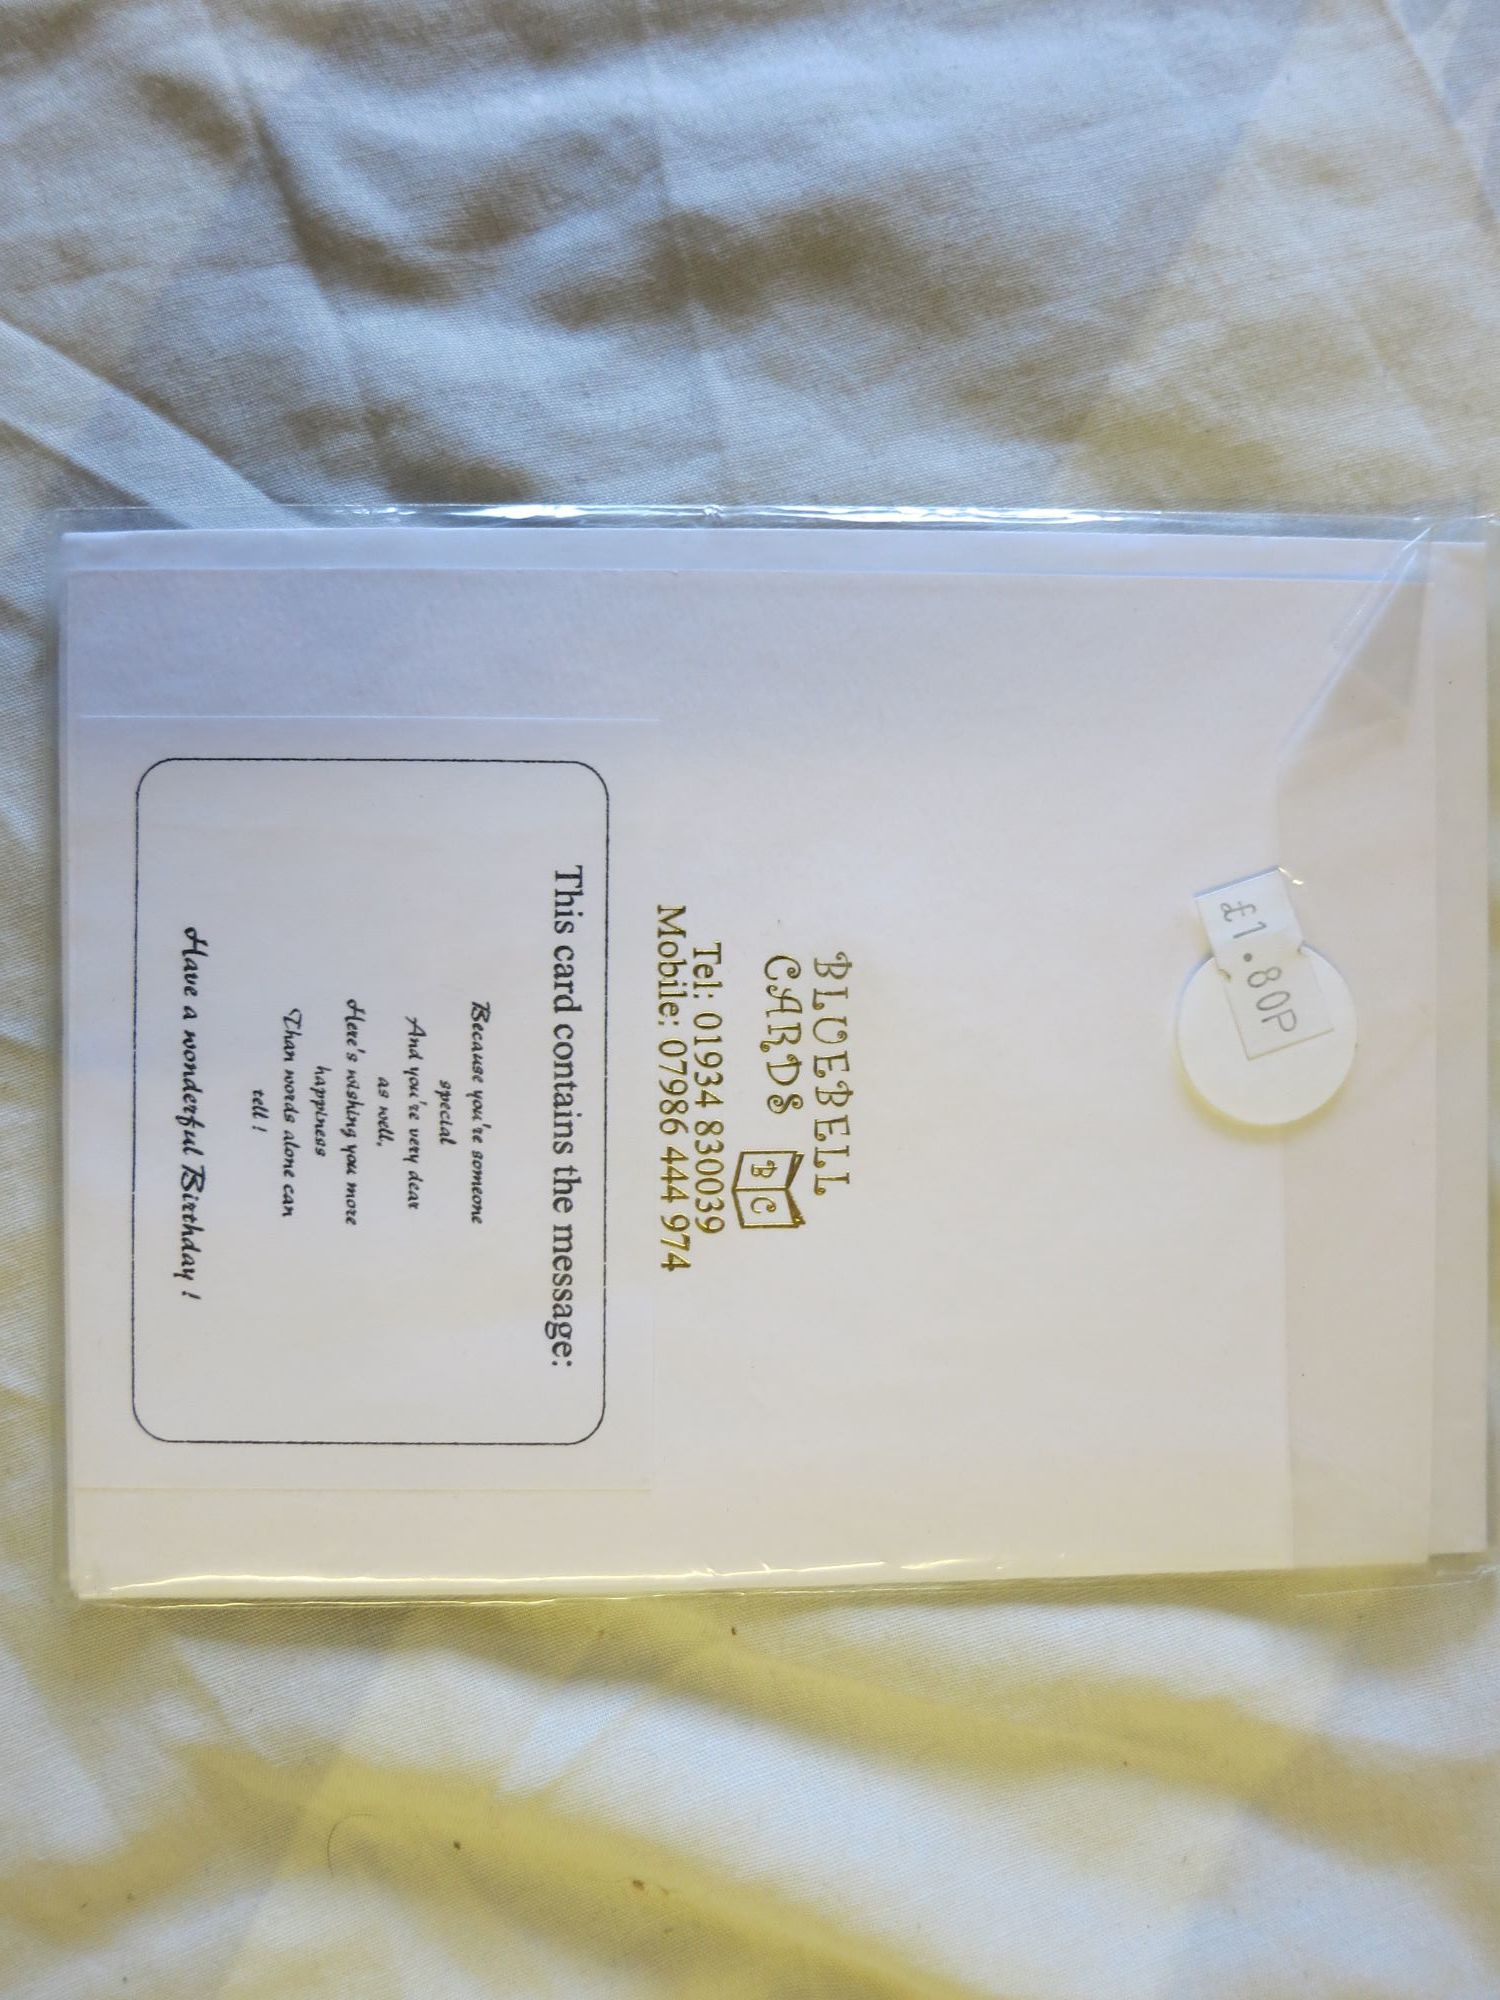 £1.80P
BLUEBELL
CARDS
B C
Tel: 01934 830039
Mobile: 07986 444 974
This card contains the message:
Because you're someone
special
And you're very dear
as well,
Here's wishing you more
happiness
Than words alone can
tell !
Have a wonderful Birthday !